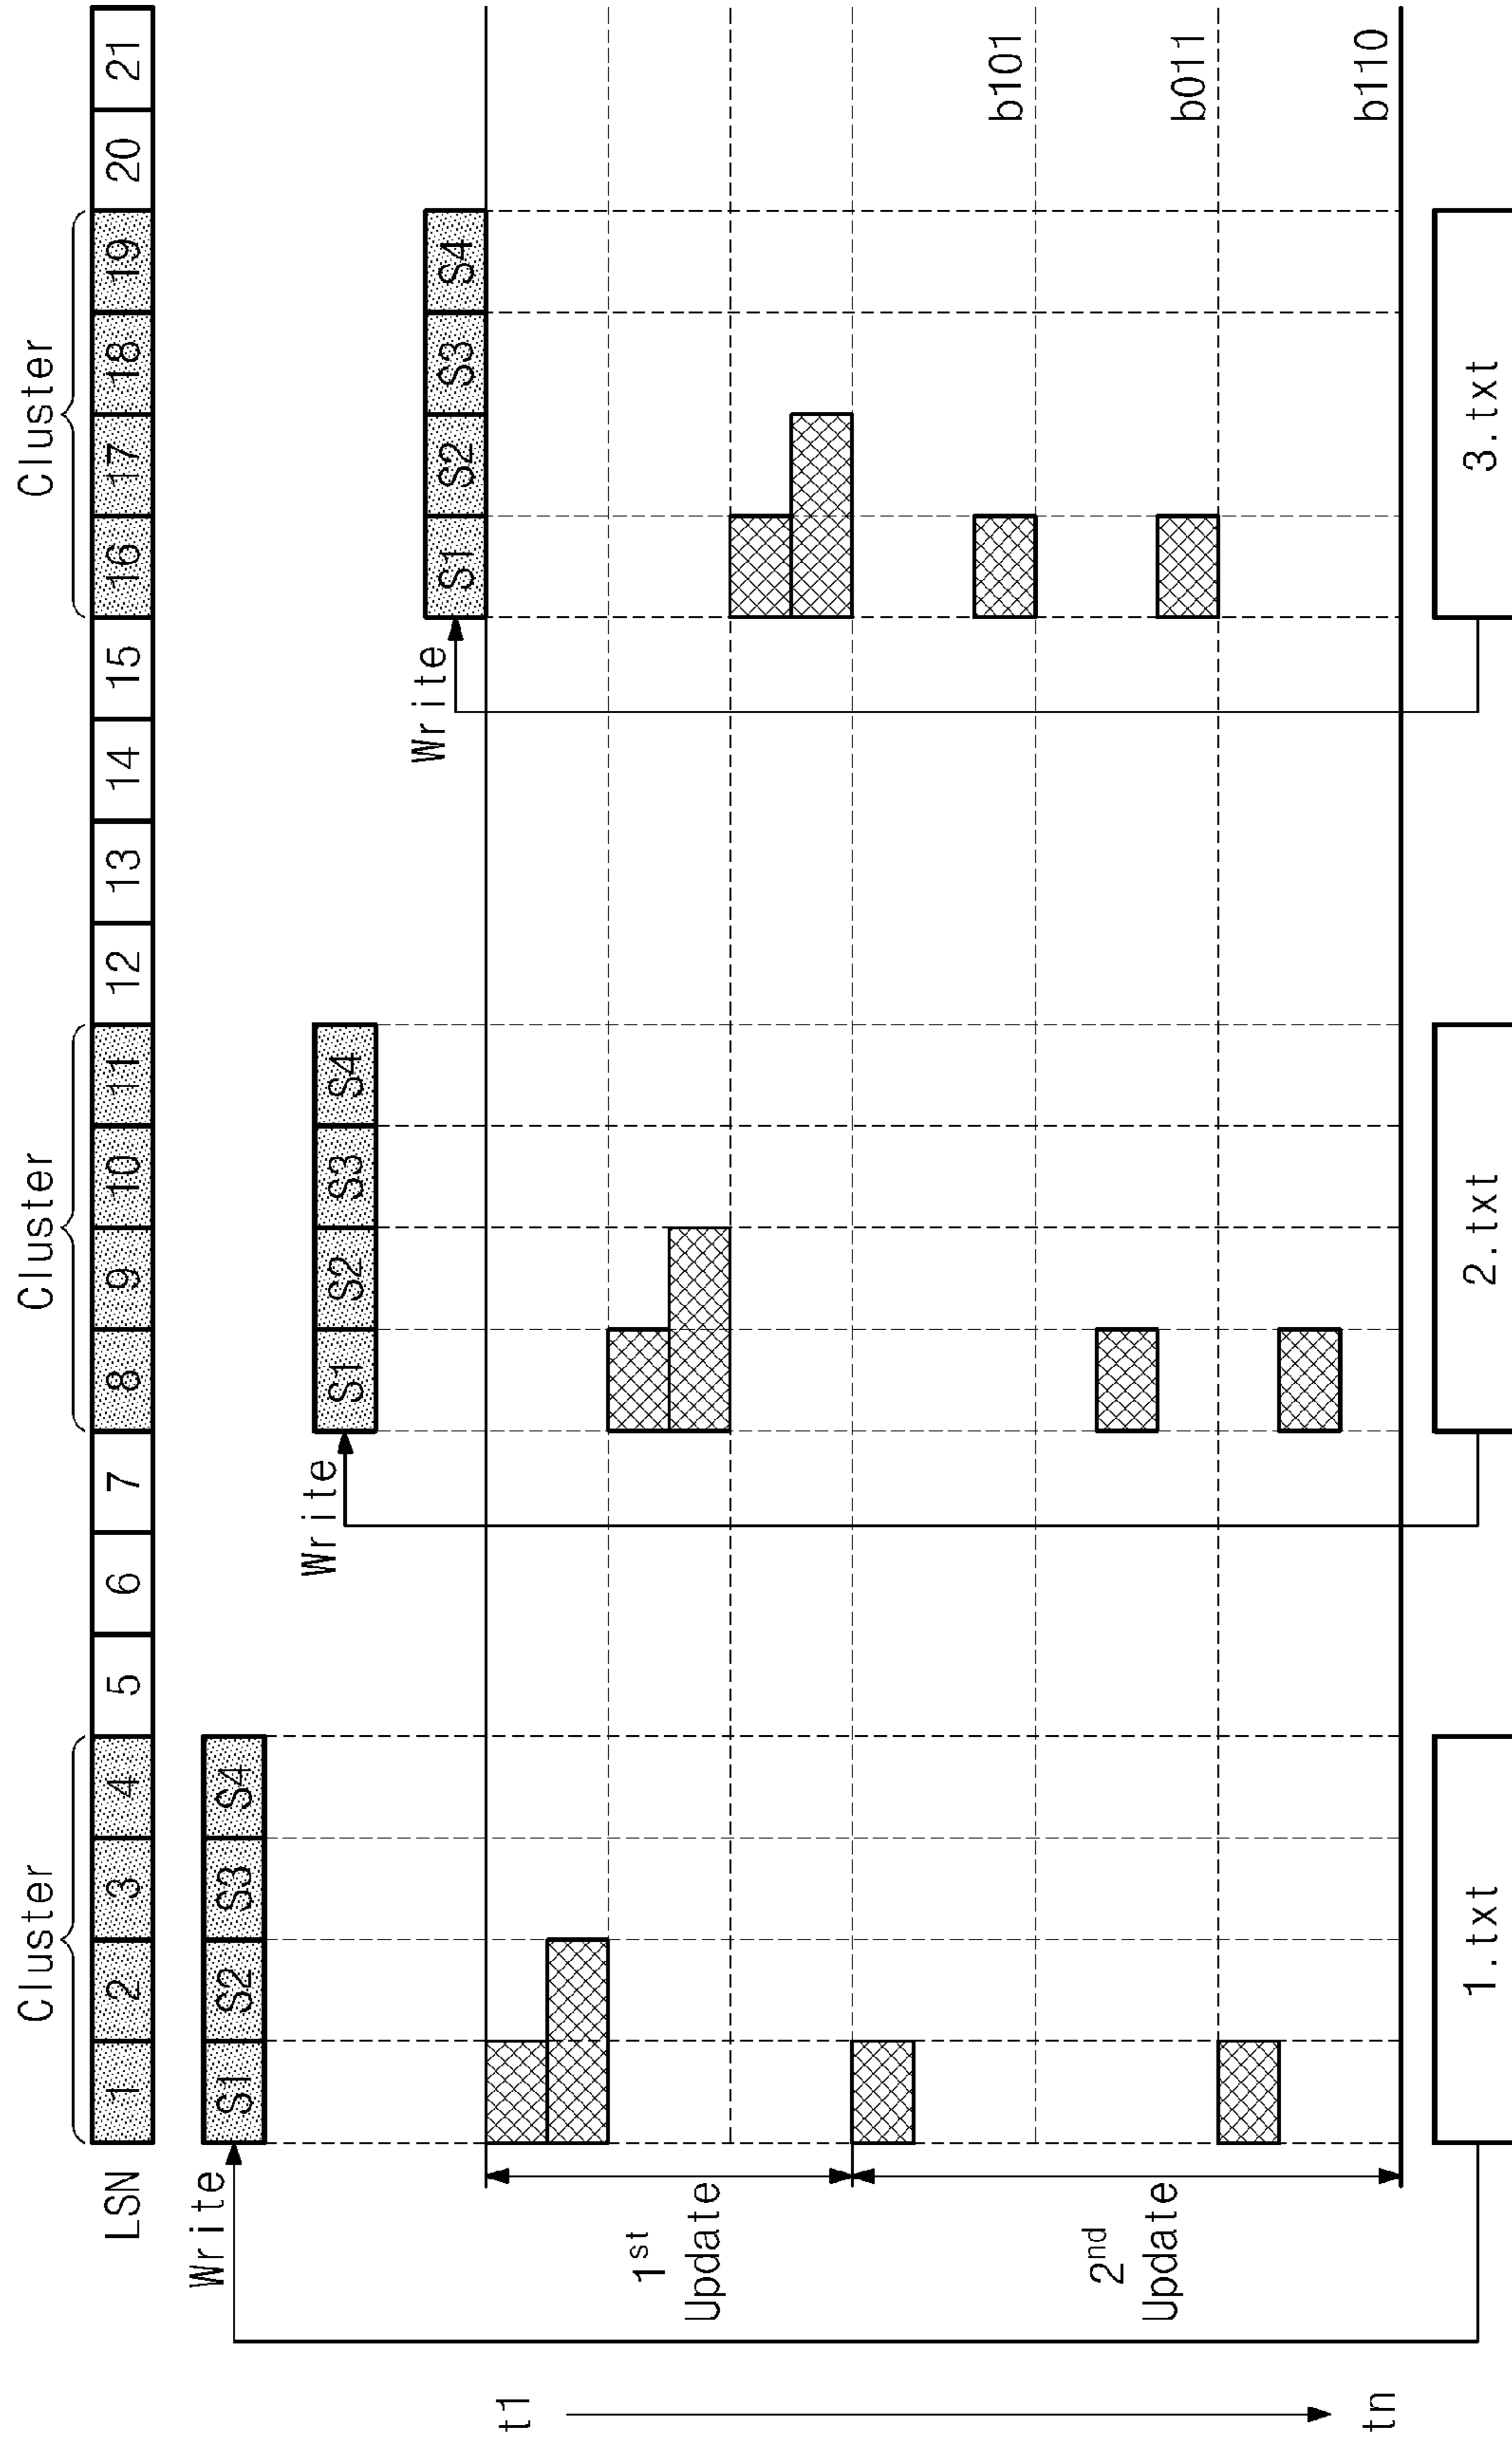 Cluster Cluster Cluster
LSN 1 2 3 4 5 6 7 8 9 10 11 12 13 14 15 16 17 18 19 20 21
Write
S1 S2 S3 S4
Write
S1 S2 S3 S4
Write
S1 S2 S3 S4
t1
1st
Update
b101
2nd
Update
b011
tn
b110
1.txt 2.txt 3.txt